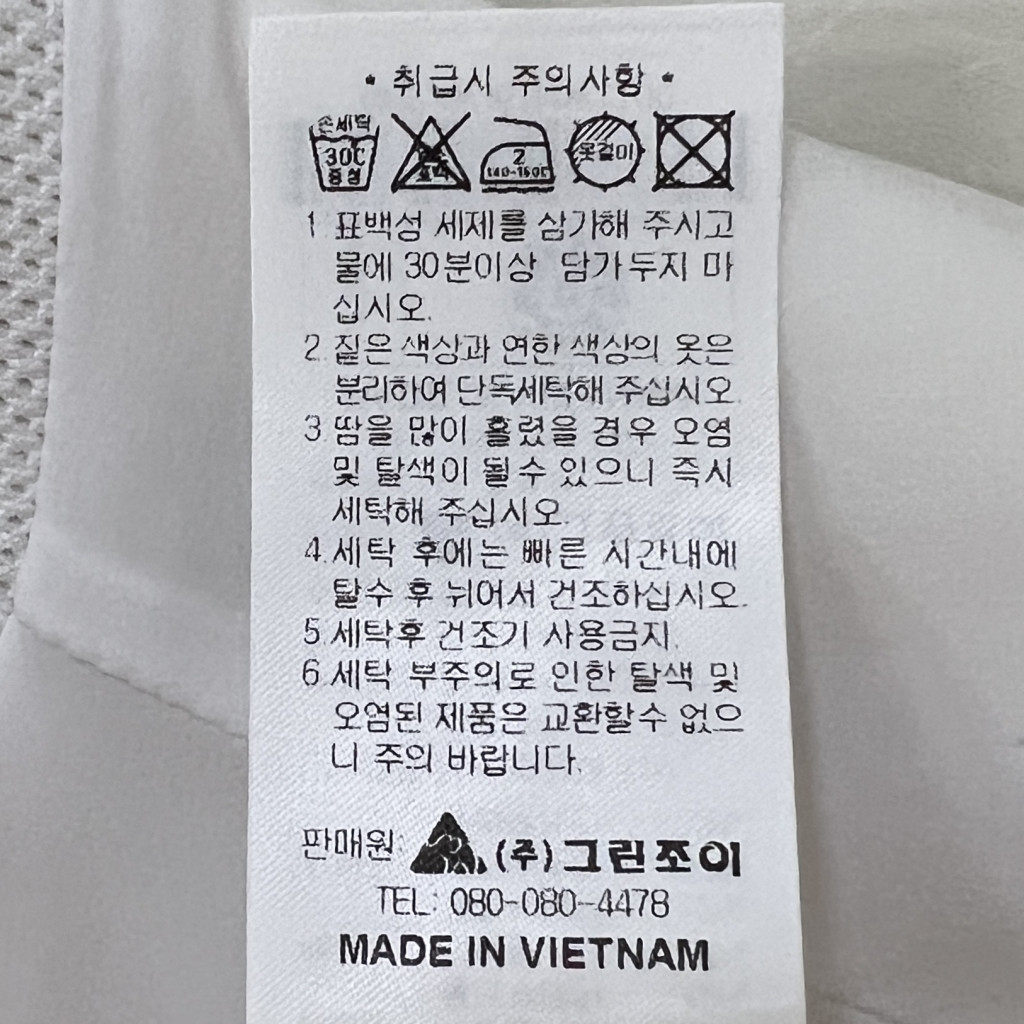 • 취급시 주의사항 •
손세탁 30℃ 중성 표백 2 140-160℃ 옷걸이
1. 표백성 세제를 삼가해 주시고
물에 30분이상 담가두지 마
십시오.
2. 짙은 색상과 연한 색상의 옷은
분리하여 단독세탁해 주십시오.
3. 땀을 많이 흘렸을 경우 오염
및 탈색이 될수 있으니 즉시
세탁해 주십시오.
4. 세탁 후에는 빠른 시간내에
탈수 후 뉘어서 건조하십시오.
5. 세탁후 건조기 사용금지.
6. 세탁 부주의로 인한 탈색 및
오염된 제품은 교환할수 없으
니 주의 바랍니다.
판매원: (주)그린조이
TEL: 080-080-4478
MADE IN VIETNAM